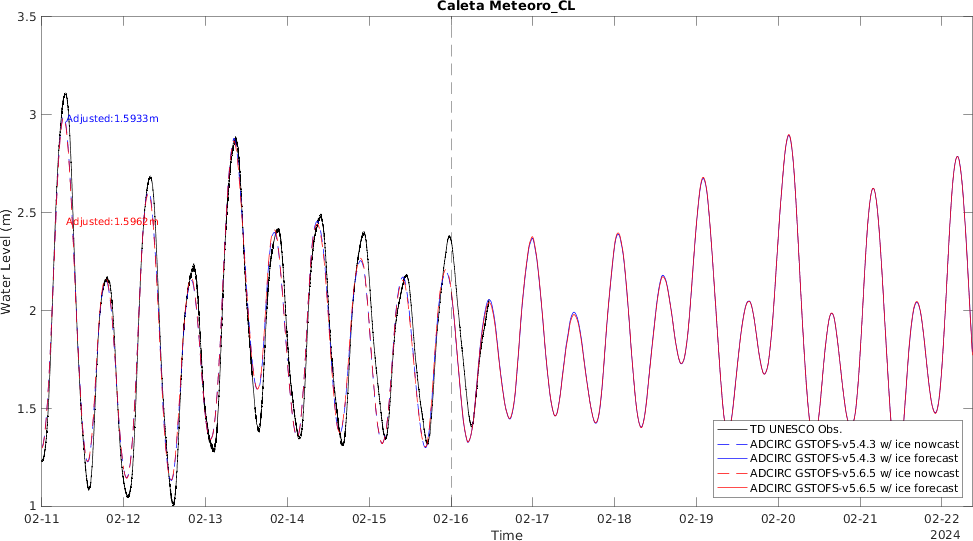 Caleta Meteoro_CL
3.5
3
2.5
2
1.5
1
Water Level (m)
Adjusted:1.5933m
Adjusted:1.5962m
TD UNESCO Obs.
ADCIRC GSTOFS-v5.4.3 w/ ice nowcast
ADCIRC GSTOFS-v5.4.3 w/ ice forecast
ADCIRC GSTOFS-v5.6.5 w/ ice nowcast
ADCIRC GSTOFS-v5.6.5 w/ ice forecast
02-11 02-12 02-13 02-14 02-15 02-16 02-17 02-18 02-19 02-20 02-21 02-22
2024
Time